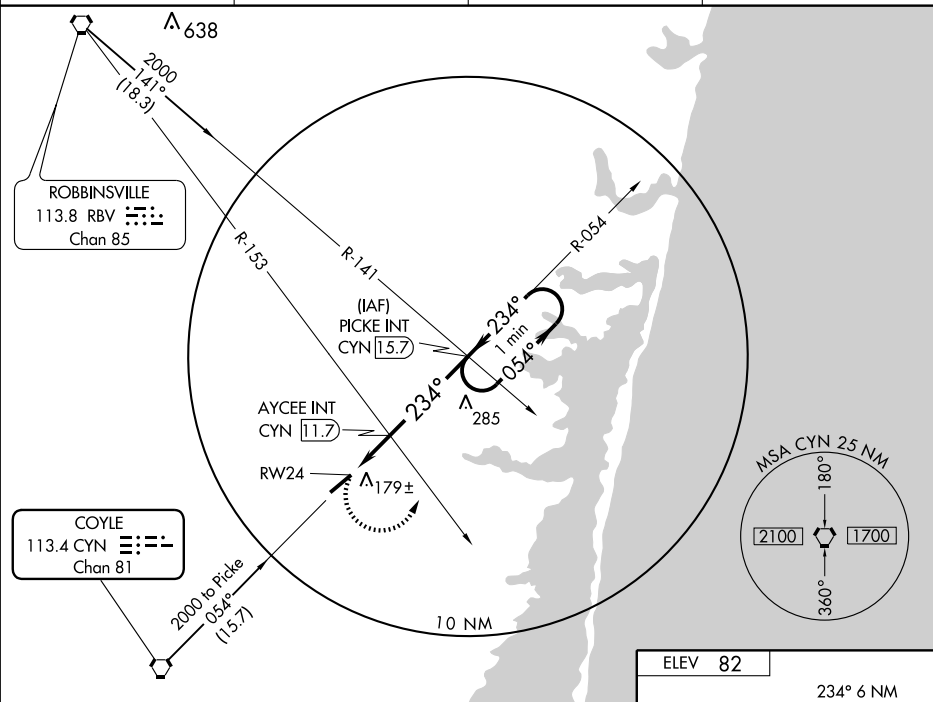 638
2000
141°
(18.3)
ROBBINSVILLE
113.8 RBV
Chan 85
R-153
R-141
R-054
(IAF)
PICKE INT
CYN 15.7
234°
1 min
054°
234°
285
AYCEE INT
CYN 11.7
RW24
179±
COYLE
113.4 CYN
Chan 81
2000 to Picke
054°
(15.7)
10 NM
MSA CYN 25 NM
180°
2100
1700
360°
ELEV 82
234° 6 NM